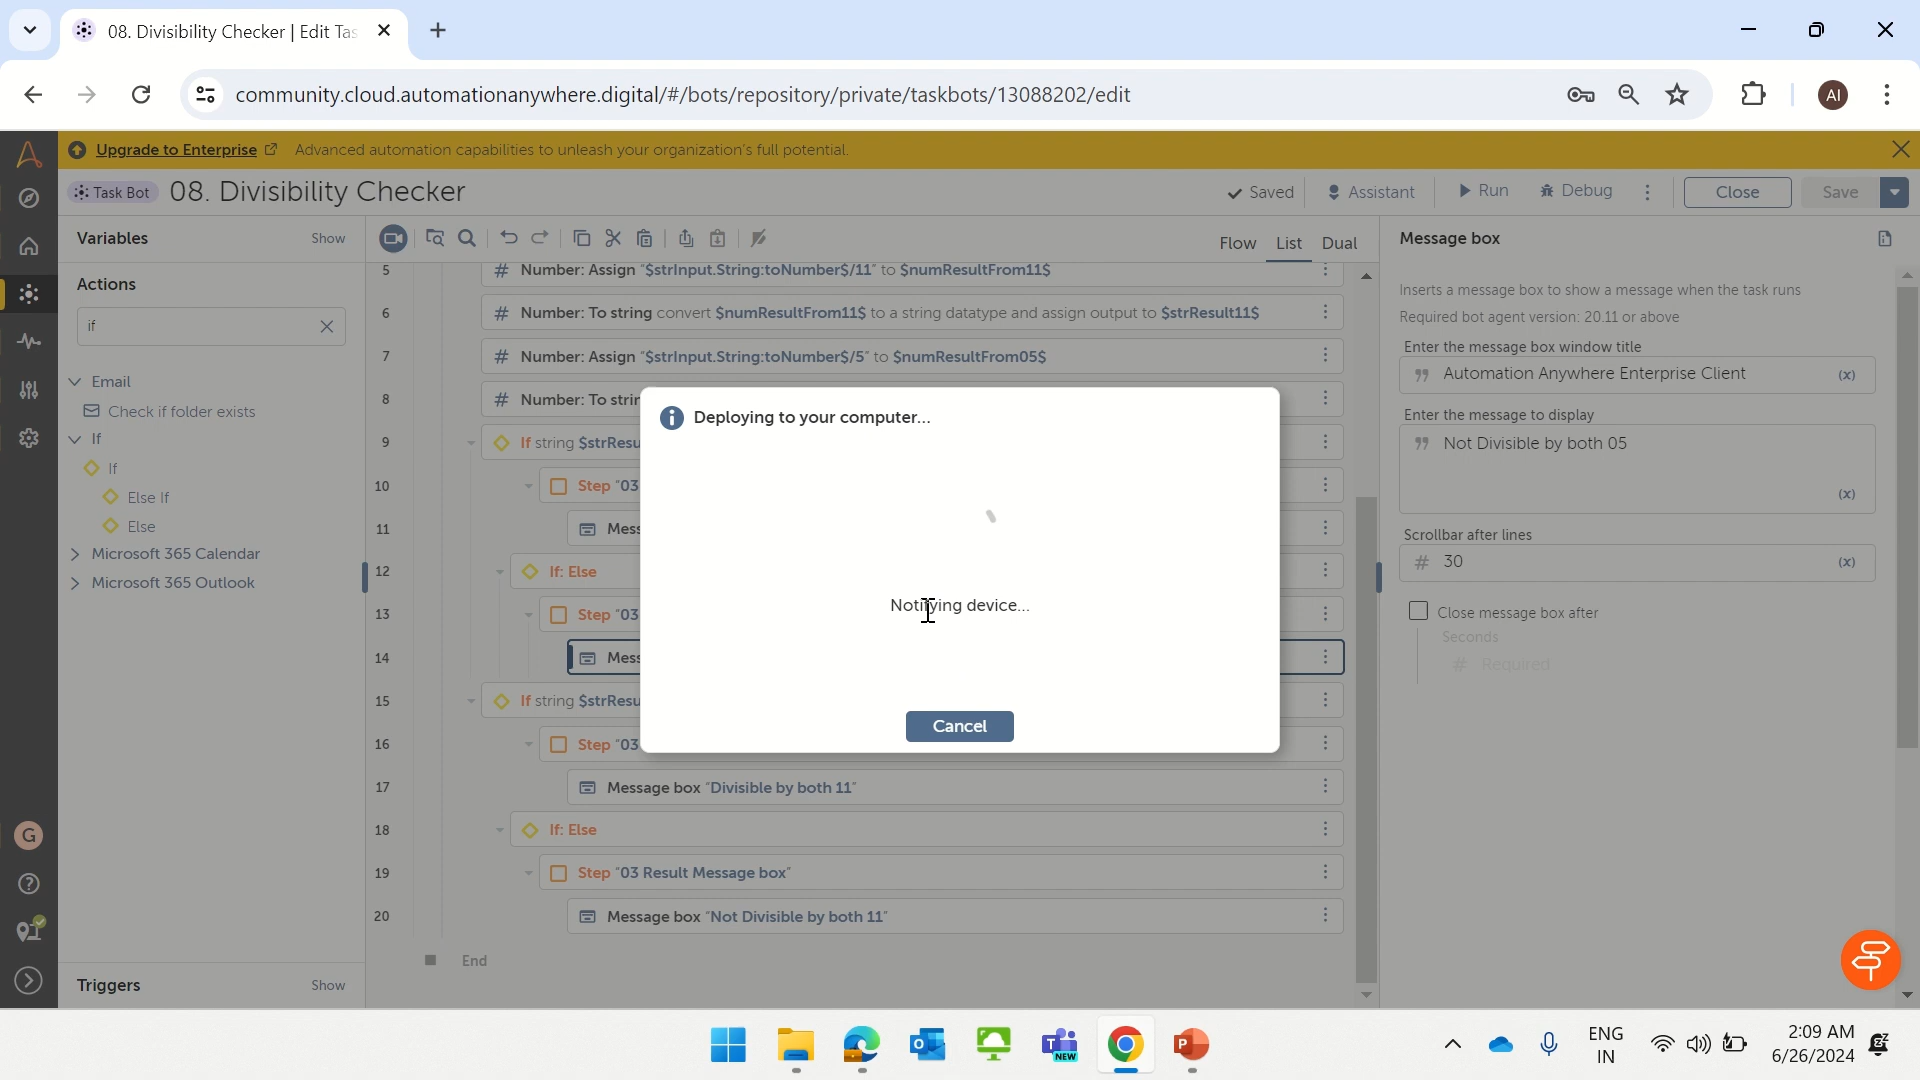 08. Divisibility Checker | Edit Tas
community.cloud.automationanywhere.digital/#/bots/repository/private/taskbots/13088202/edit
AI
Upgrade to Enterprise Advanced automation capabilities to unleash your organization's full potential.
Task Bot 08. Divisibility Checker
Saved Assistant Run Debug Close Save
Variables Show
Flow List Dual
Message box
Actions
if
Email
Check if folder exists
If
If
Else If
Else
Microsoft 365 Calendar
Microsoft 365 Outlook
Triggers Show
G
5 # Number: Assign "$strInput.String:toNumber$/11" to $numResultFrom11$
6 # Number: To string convert $numResultFrom11$ to a string datatype and assign output to $strResult11$
7 # Number: Assign "$strInput.String:toNumber$/5" to $numResultFrom05$
8 # Number: To strin
9 If string $strResu
10 Step "03
11 Mess
12 If: Else
13 Step "03
14 Mess
15 If string $strResu
16 Step "03
17 Message box "Divisible by both 11"
18 If: Else
19 Step "03 Result Message box"
20 Message box "Not Divisible by both 11"
End
Deploying to your computer...
Notifying device...
Cancel
Inserts a message box to show a message when the task runs
Required bot agent version: 20.11 or above
Enter the message box window title
Automation Anywhere Enterprise Client (x)
Enter the message to display
Not Divisible by both 05
(x)
Scrollbar after lines
# 30 (x)
Close message box after
Seconds
# Required
NEW
ENG
IN
2:09 AM
6/26/2024